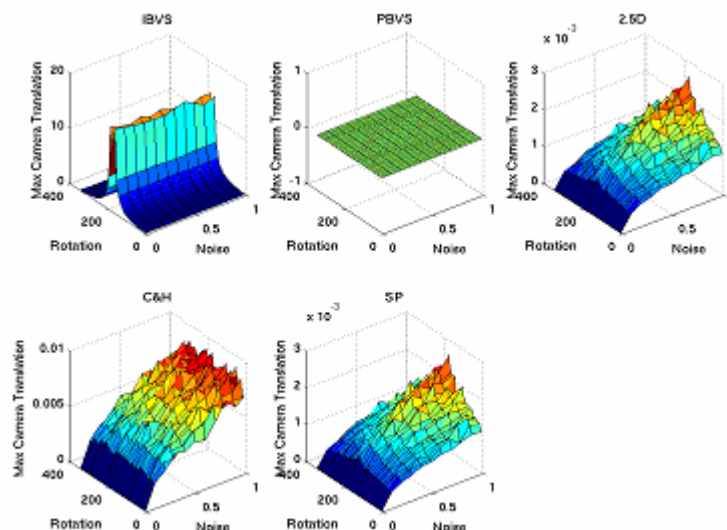 IBVS
20
10
0
400
200
0
0
0.5
1
Max Camera Translation
Rotation
Noise
PBVS
1
0
-1
400
200
0
0
0.5
1
Max Camera Translation
Rotation
Noise
2.5D
x 10⁻³
3
2
1
0
400
200
0
0
0.5
1
Max Camera Translation
Rotation
Noise
C&H
0.01
0.005
0
400
200
0
0
0.5
1
Max Camera Translation
Rotation
Noise
SP
x 10⁻³
3
2
1
0
400
200
0
0
0.5
1
Max Camera Translation
Rotation
Noise